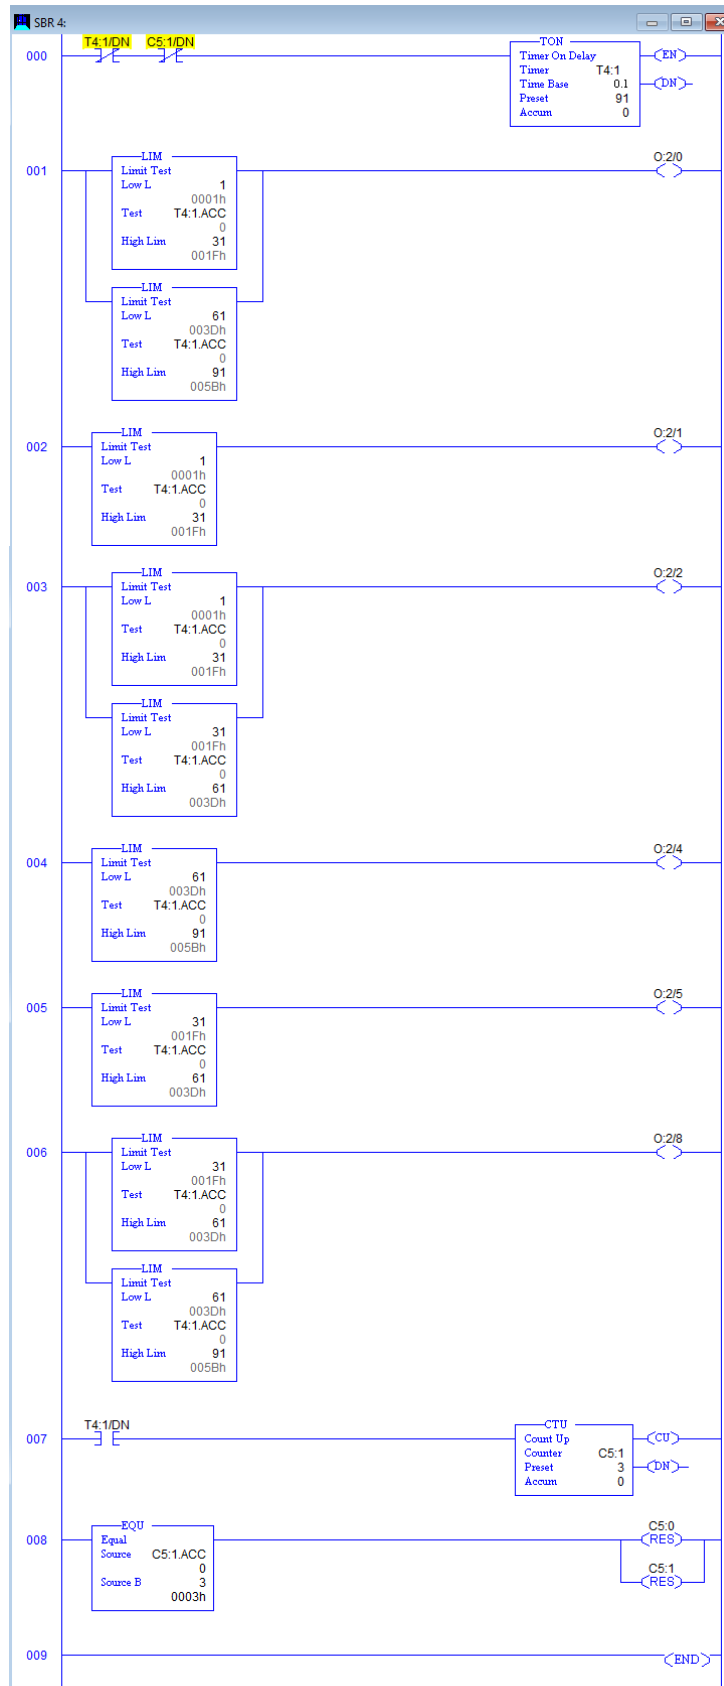 SBR 4:
T4:1/DN C5:1/DN
000
TON
Timer On Delay
Timer T4:1
Time Base 0.1
Preset 91
Accum 0
(EN)
(DN)
001
LIM
Limit Test
Low L 1
0001h
Test T4:1.ACC
0
High Lim 31
001Fh
O:2/0
LIM
Limit Test
Low L 61
003Dh
Test T4:1.ACC
0
High Lim 91
005Bh
002
LIM
Limit Test
Low L 1
0001h
Test T4:1.ACC
0
High Lim 31
001Fh
O:2/1
003
LIM
Limit Test
Low L 1
0001h
Test T4:1.ACC
0
High Lim 31
001Fh
O:2/2
LIM
Limit Test
Low L 31
001Fh
Test T4:1.ACC
0
High Lim 61
003Dh
004
LIM
Limit Test
Low L 61
003Dh
Test T4:1.ACC
0
High Lim 91
005Bh
O:2/4
005
LIM
Limit Test
Low L 31
001Fh
Test T4:1.ACC
0
High Lim 61
003Dh
O:2/5
006
LIM
Limit Test
Low L 31
001Fh
Test T4:1.ACC
0
High Lim 61
003Dh
O:2/8
LIM
Limit Test
Low L 61
003Dh
Test T4:1.ACC
0
High Lim 91
005Bh
007
T4:1/DN
CTU
Count Up
Counter C5:1
Preset 3
Accum 0
(CU)
(DN)
008
EQU
Equal
Source C5:1.ACC
0
Source B 3
0003h
C5:0
(RES)
C5:1
(RES)
009
(END)